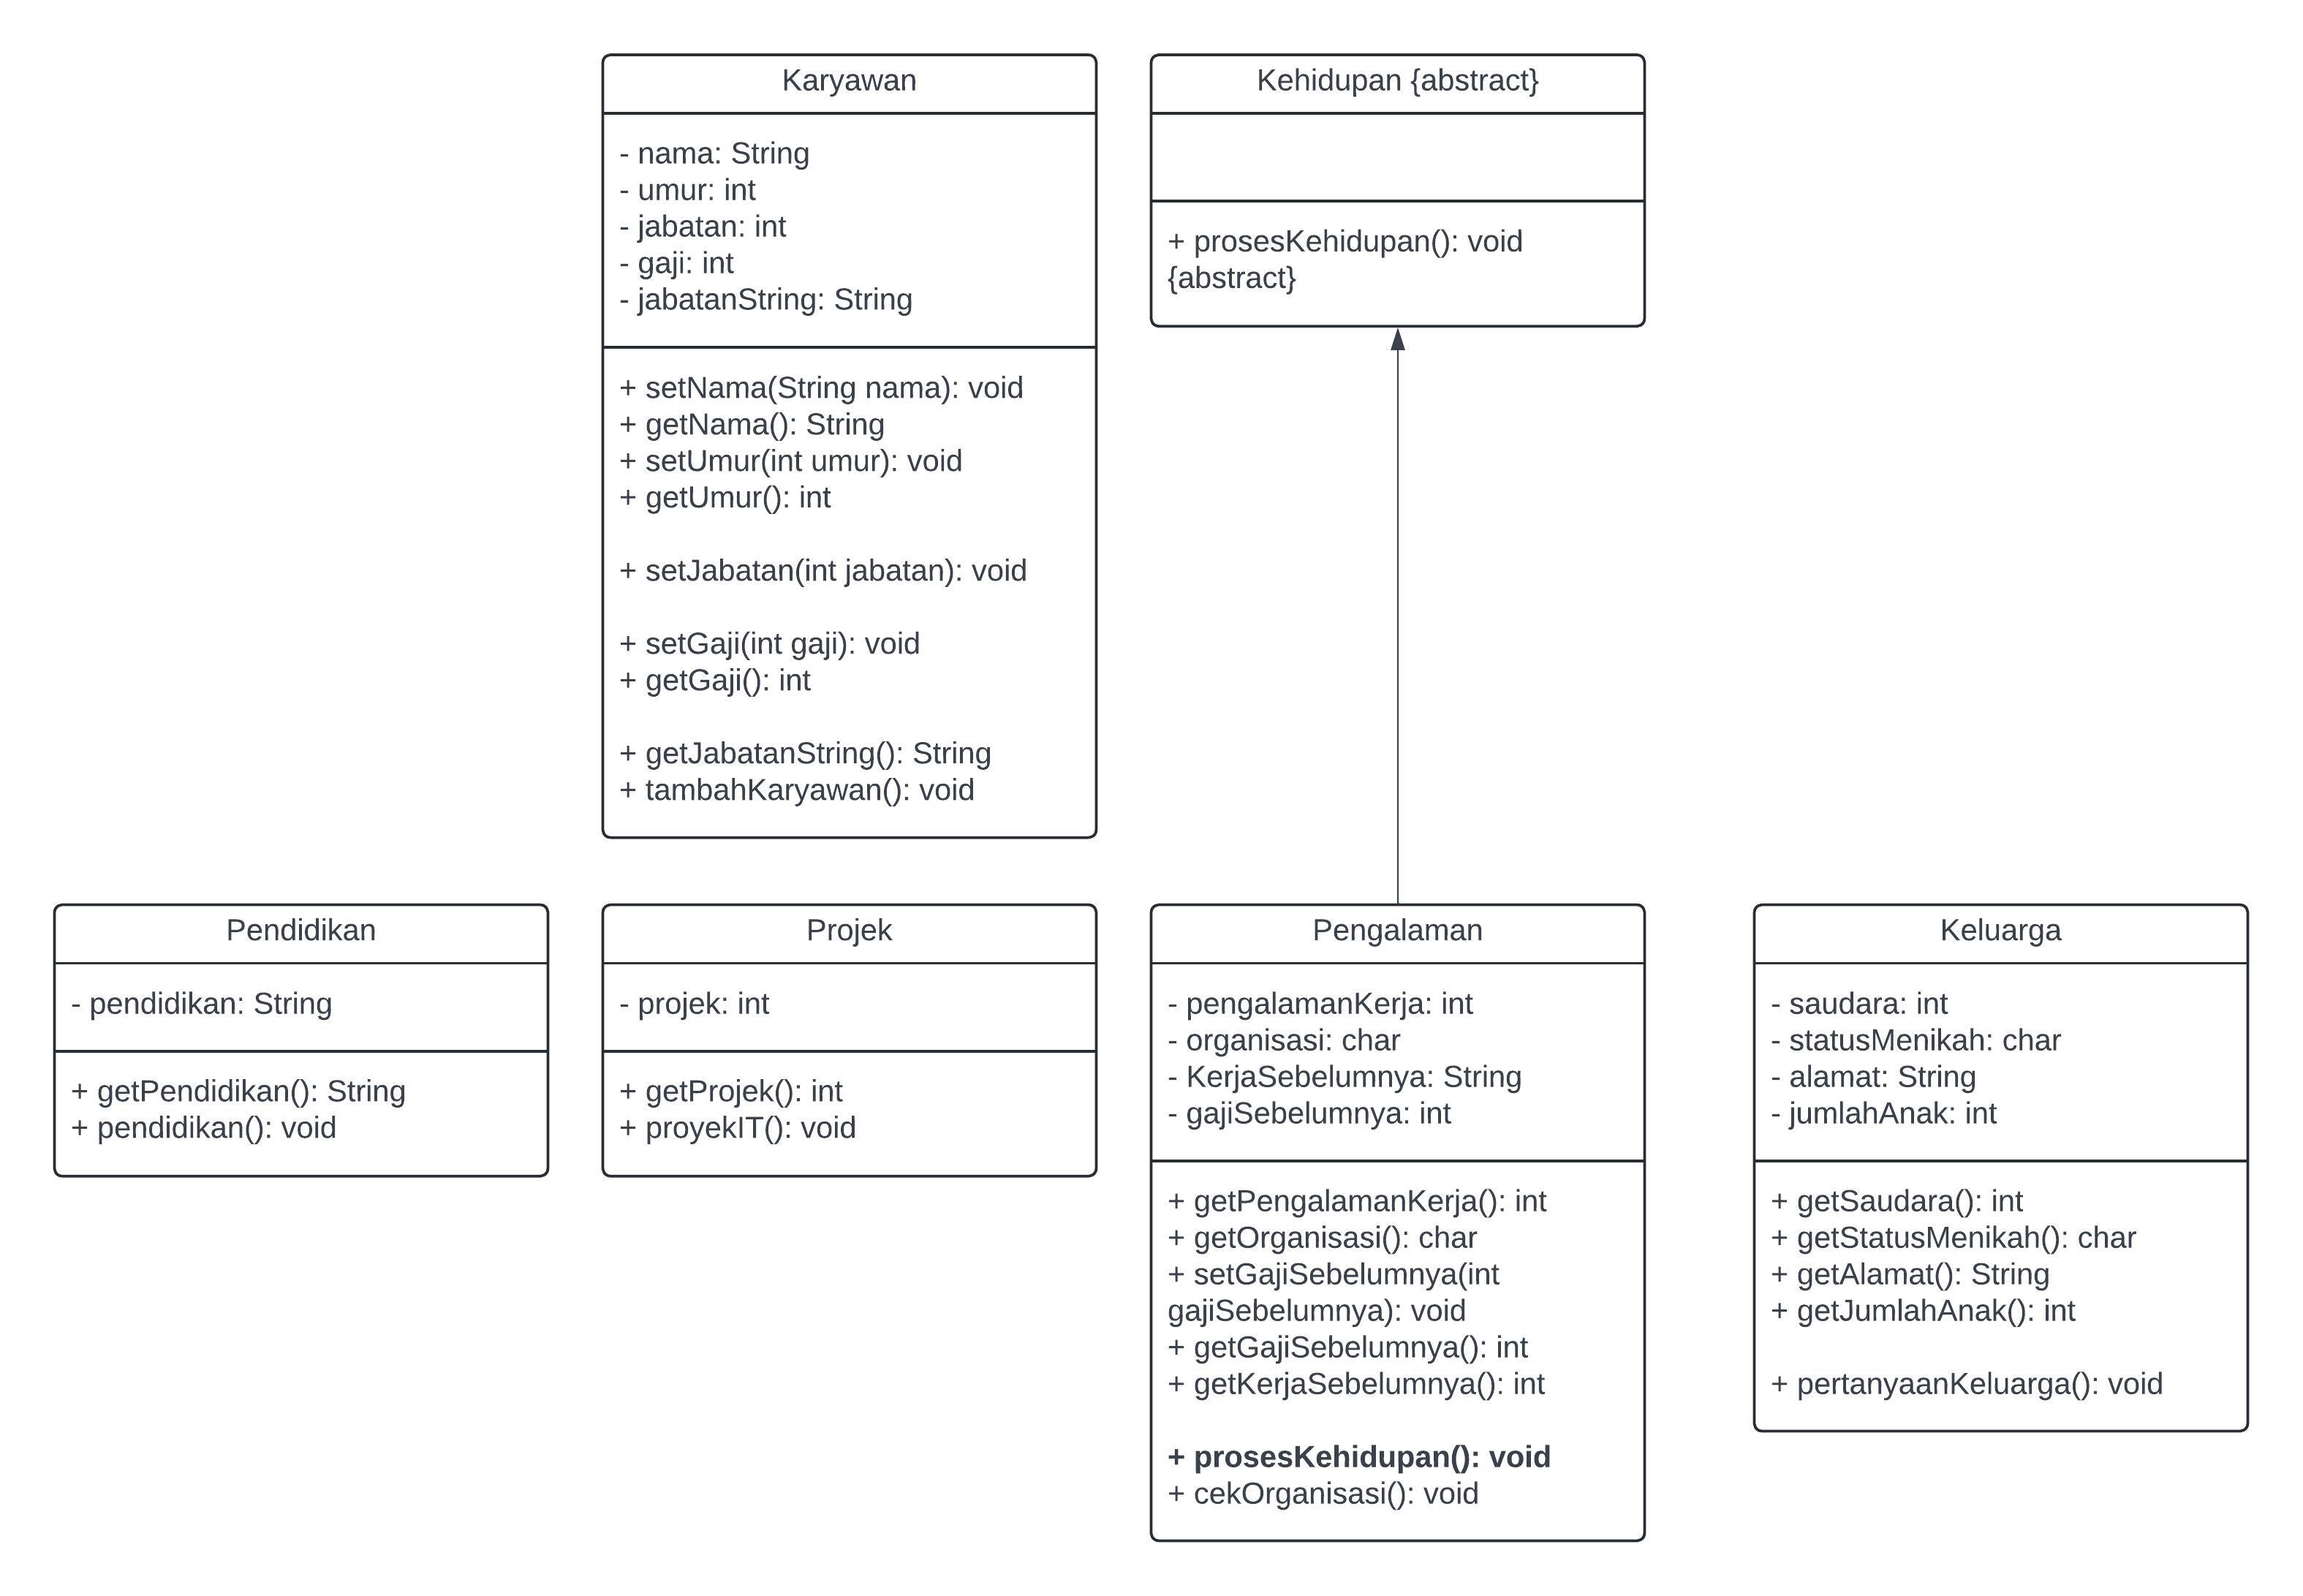 Karyawan
- nama: String
- umur: int
- jabatan: int
- gaji: int
- jabatanString: String
+ setNama(String nama): void
+ getNama(): String
+ setUmur(int umur): void
+ getUmur(): int
+ setJabatan(int jabatan): void
+ setGaji(int gaji): void
+ getGaji(): int
+ getJabatanString(): String
+ tambahKaryawan(): void
Kehidupan {abstract}
+ prosesKehidupan(): void
{abstract}
Pendidikan
- pendidikan: String
+ getPendidikan(): String
+ pendidikan(): void
Projek
- projek: int
+ getProjek(): int
+ proyekIT(): void
Pengalaman
- pengalamanKerja: int
- organisasi: char
- KerjaSebelumnya: String
- gajiSebelumnya: int
+ getPengalamanKerja(): int
+ getOrganisasi(): char
+ setGajiSebelumnya(int
gajiSebelumnya): void
+ getGajiSebelumnya(): int
+ getKerjaSebelumnya(): int
+ prosesKehidupan(): void
+ cekOrganisasi(): void
Keluarga
- saudara: int
- statusMenikah: char
- alamat: String
- jumlahAnak: int
+ getSaudara(): int
+ getStatusMenikah(): char
+ getAlamat(): String
+ getJumlahAnak(): int
+ pertanyaanKeluarga(): void